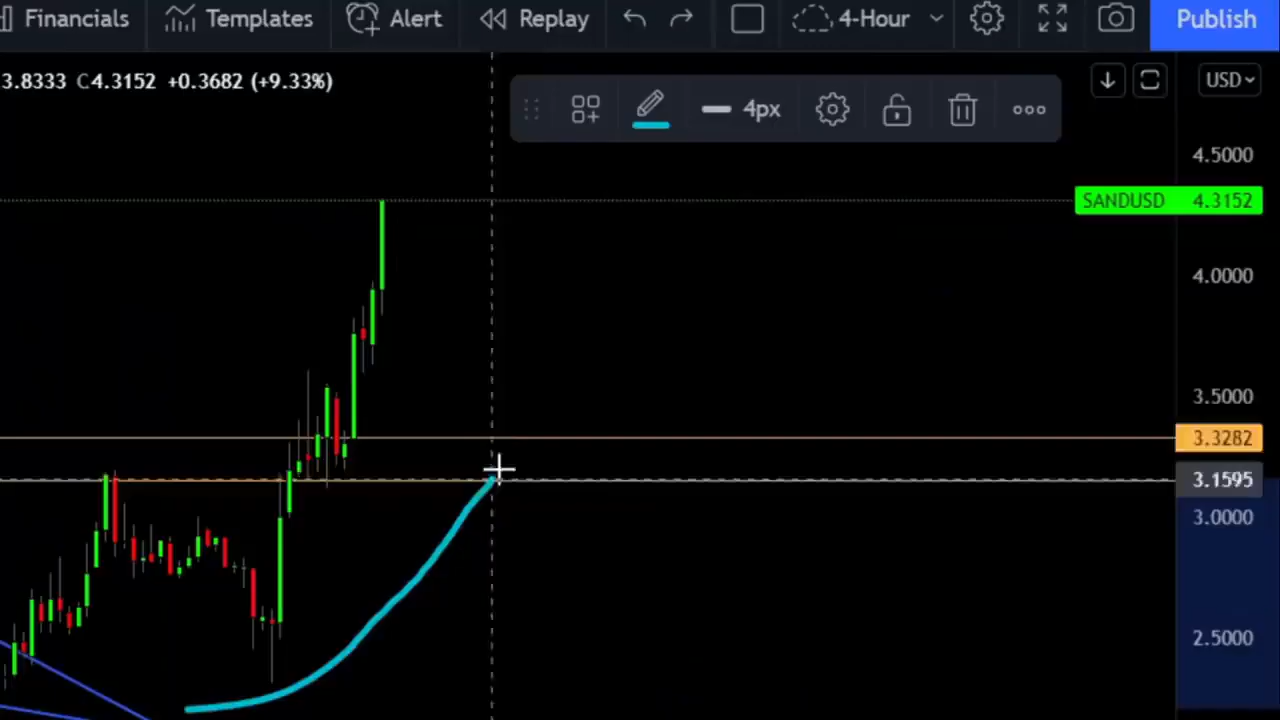 Financials Templates Alert Replay 4-Hour Publish
3.8333 C4.3152 +0.3682 (+9.33%)
USD
4px
4.5000
SANDUSD 4.3152
4.0000
3.5000
3.3282
3.1595
3.0000
2.5000